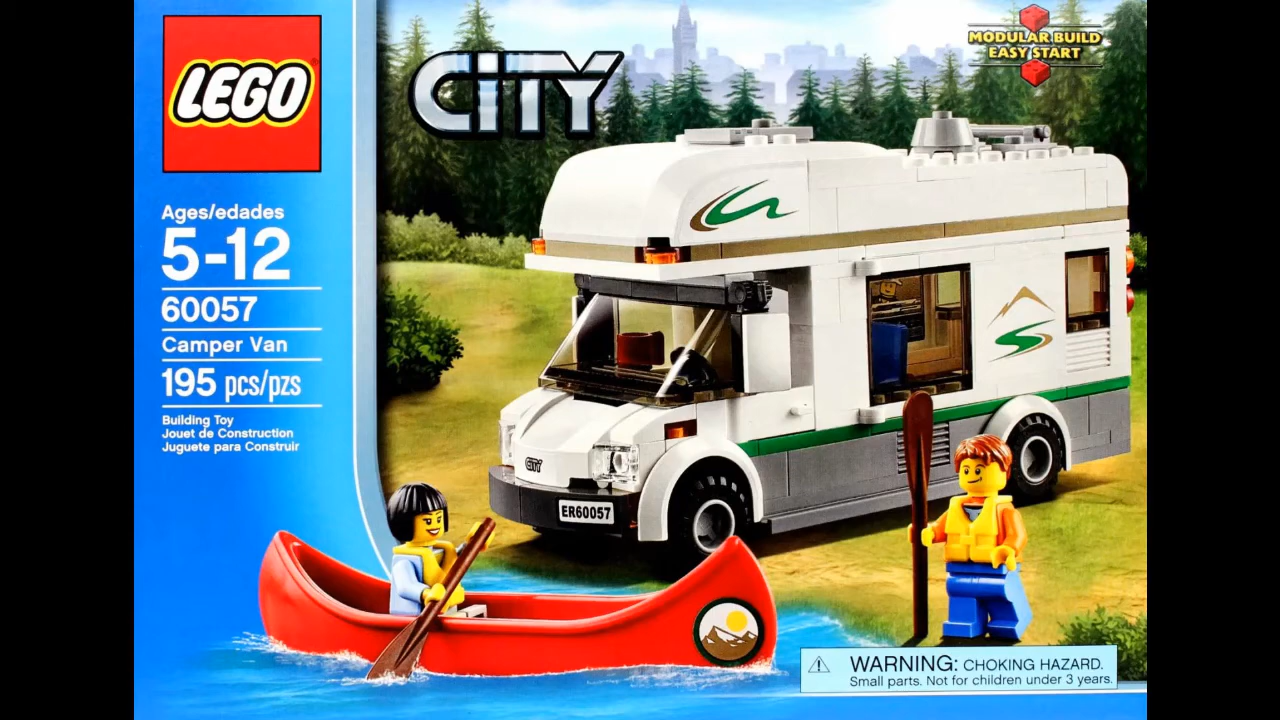 LEGO
CITY
MODULAR BUILD
EASY START
Ages/edades
5-12
60057
Camper Van
195 pcs/pzs
Building Toy
Jouet de Construction
Juguete para Construir
CITY
ER60057
WARNING: CHOKING HAZARD.
Small parts. Not for children under 3 years.